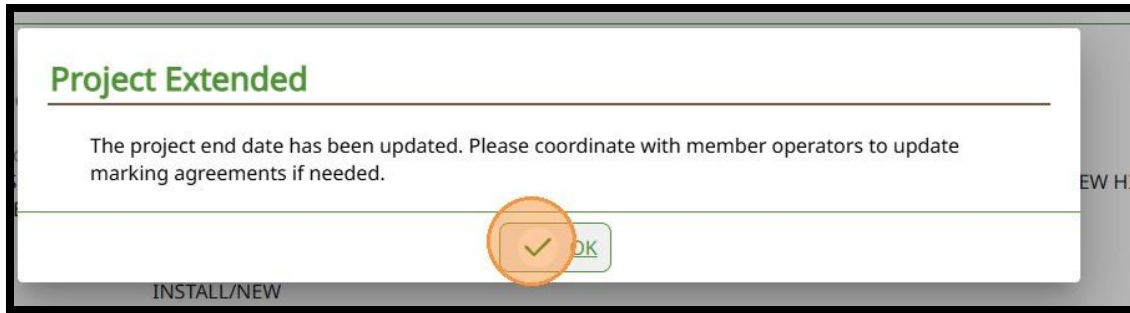 Project Extended
The project end date has been updated. Please coordinate with member operators to update
marking agreements if needed.
EW H
OK
INSTALL/NEW